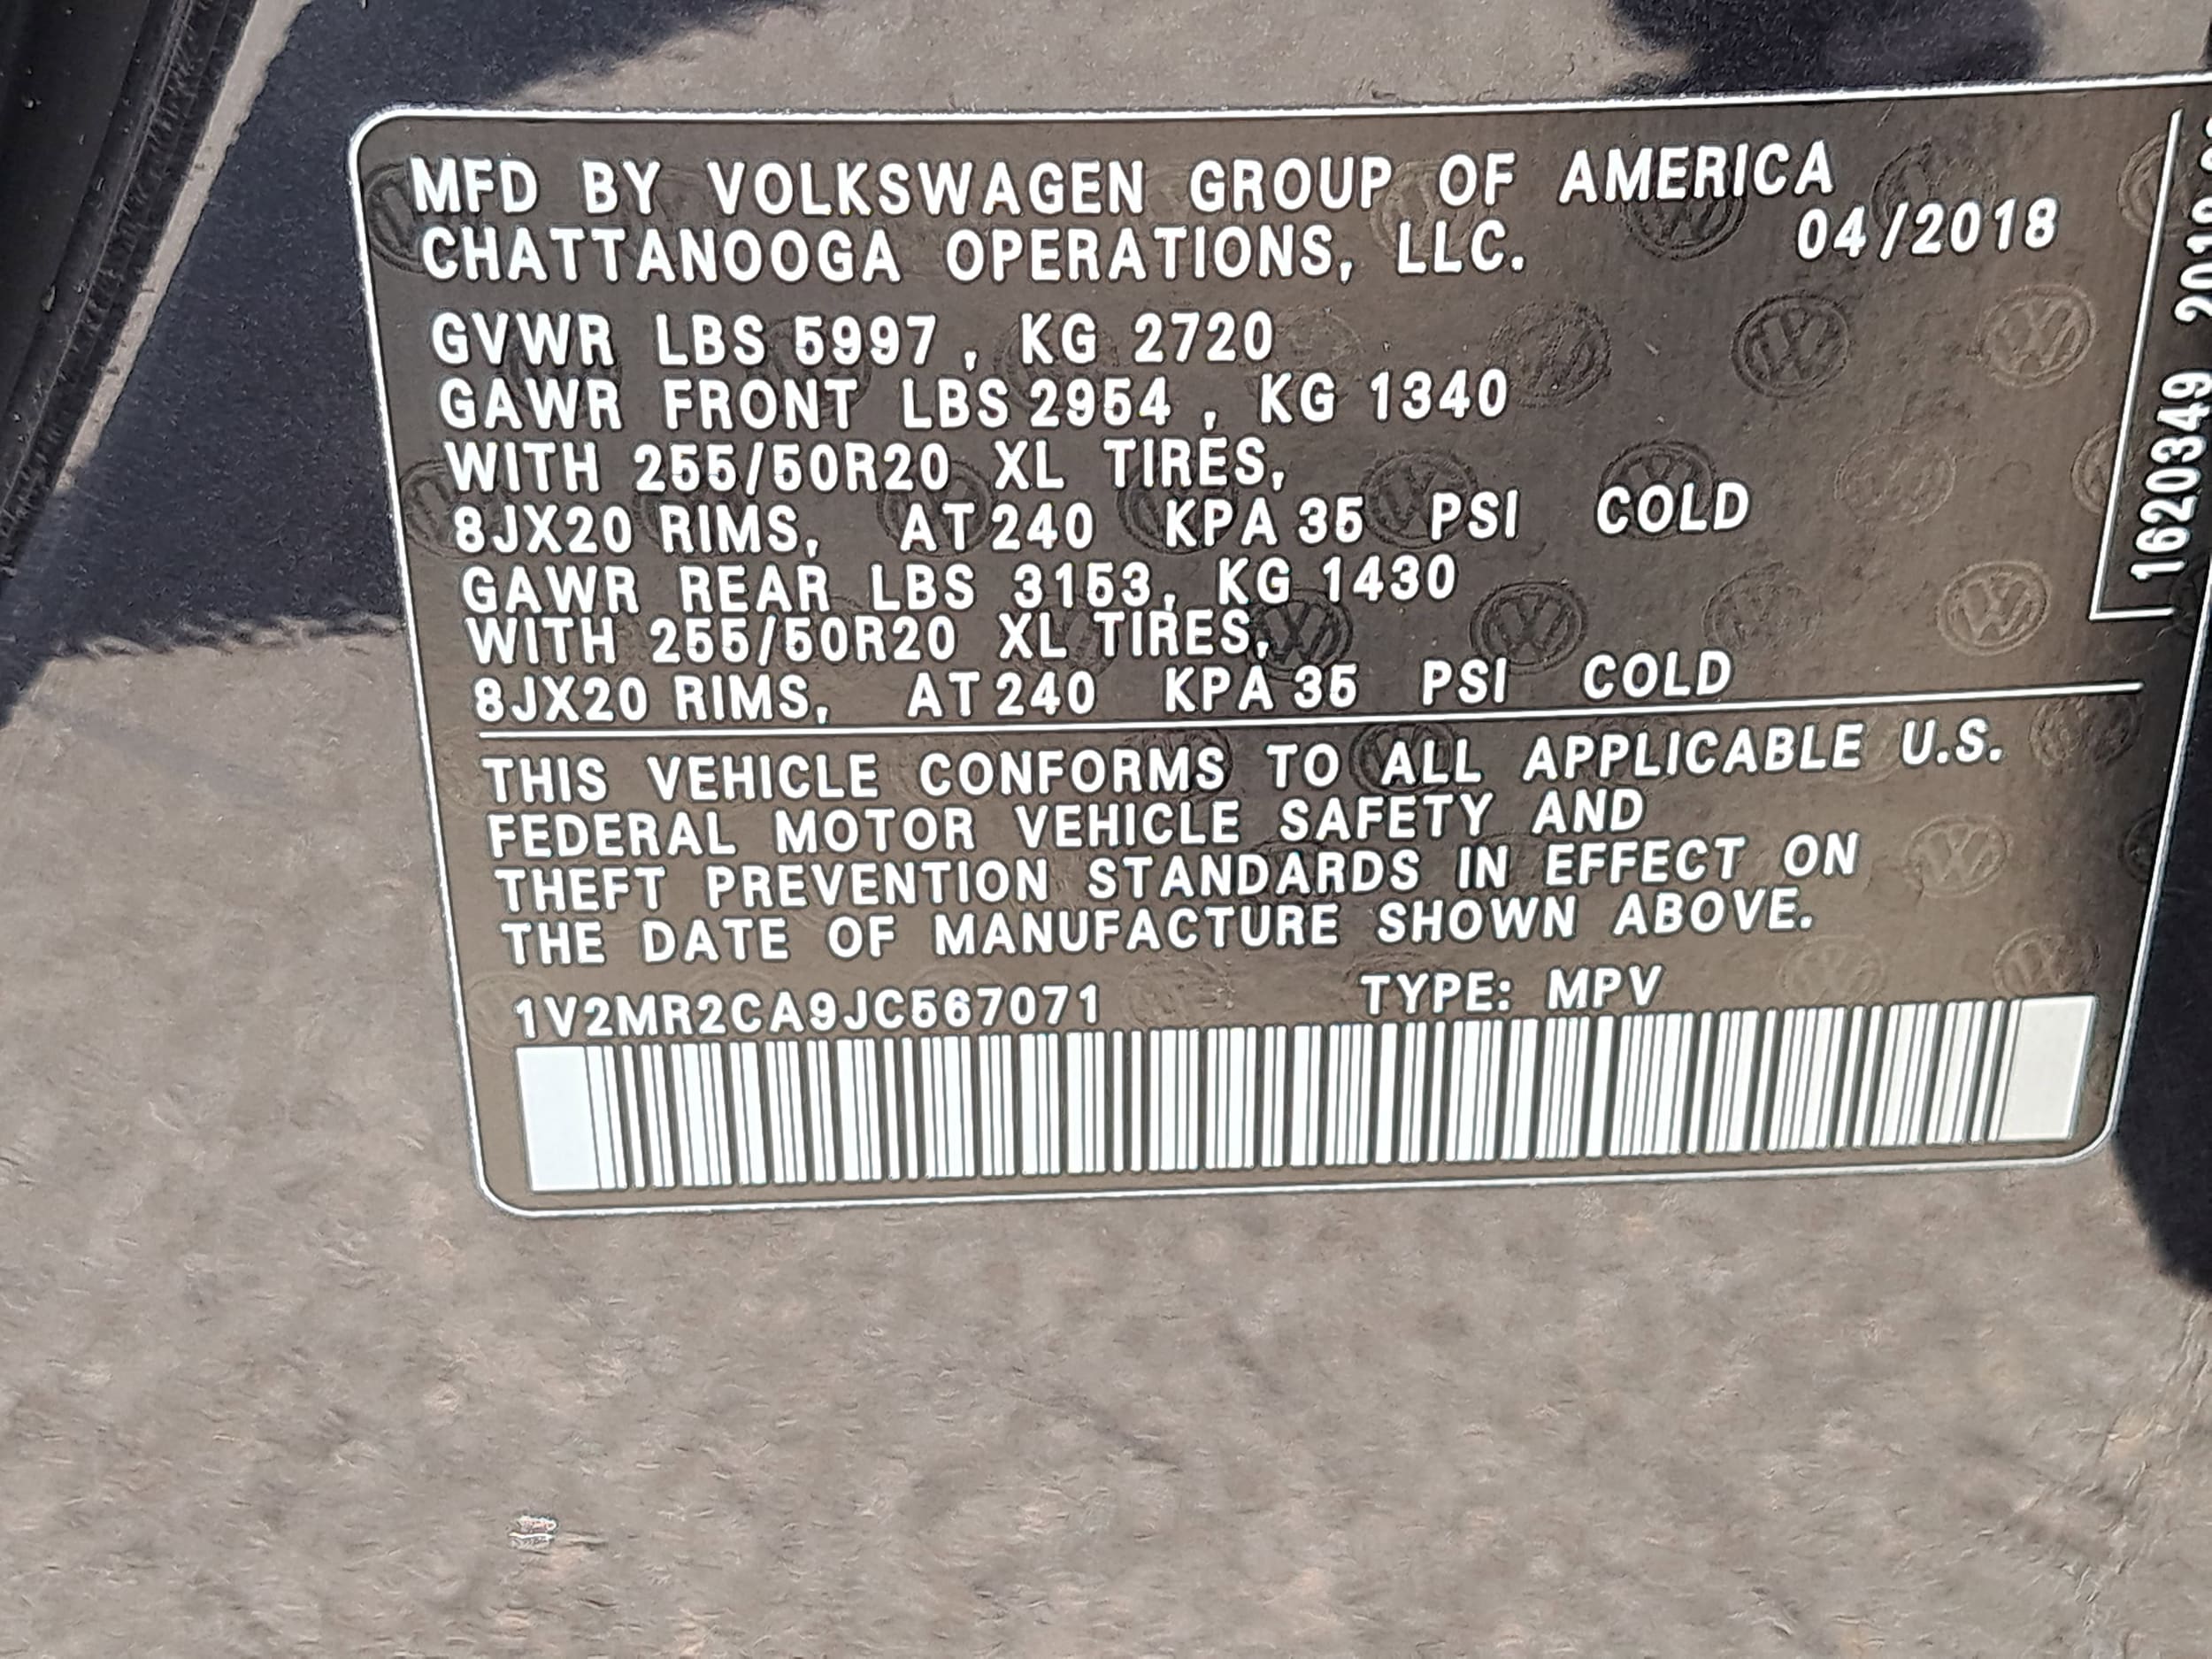 MFD BY VOLKSWAGEN GROUP OF AMERICA
CHATTANOOGA OPERATIONS, LLC. 04/2018
GVWR LBS 5997, KG 2720
GAWR FRONT LBS 2954, KG 1340
WITH 255/50R20 XL TIRES,
8JX20 RIMS, AT 240 KPA 35 PSI COLD
GAWR REAR LBS 3153, KG 1430
WITH 255/50R20 XL TIRES,
8JX20 RIMS, AT 240 KPA 35 PSI COLD
THIS VEHICLE CONFORMS TO ALL APPLICABLE U.S.
FEDERAL MOTOR VEHICLE SAFETY AND
THEFT PREVENTION STANDARDS IN EFFECT ON
THE DATE OF MANUFACTURE SHOWN ABOVE.
1V2MR2CA9JC567071 TYPE: MPV
1620349